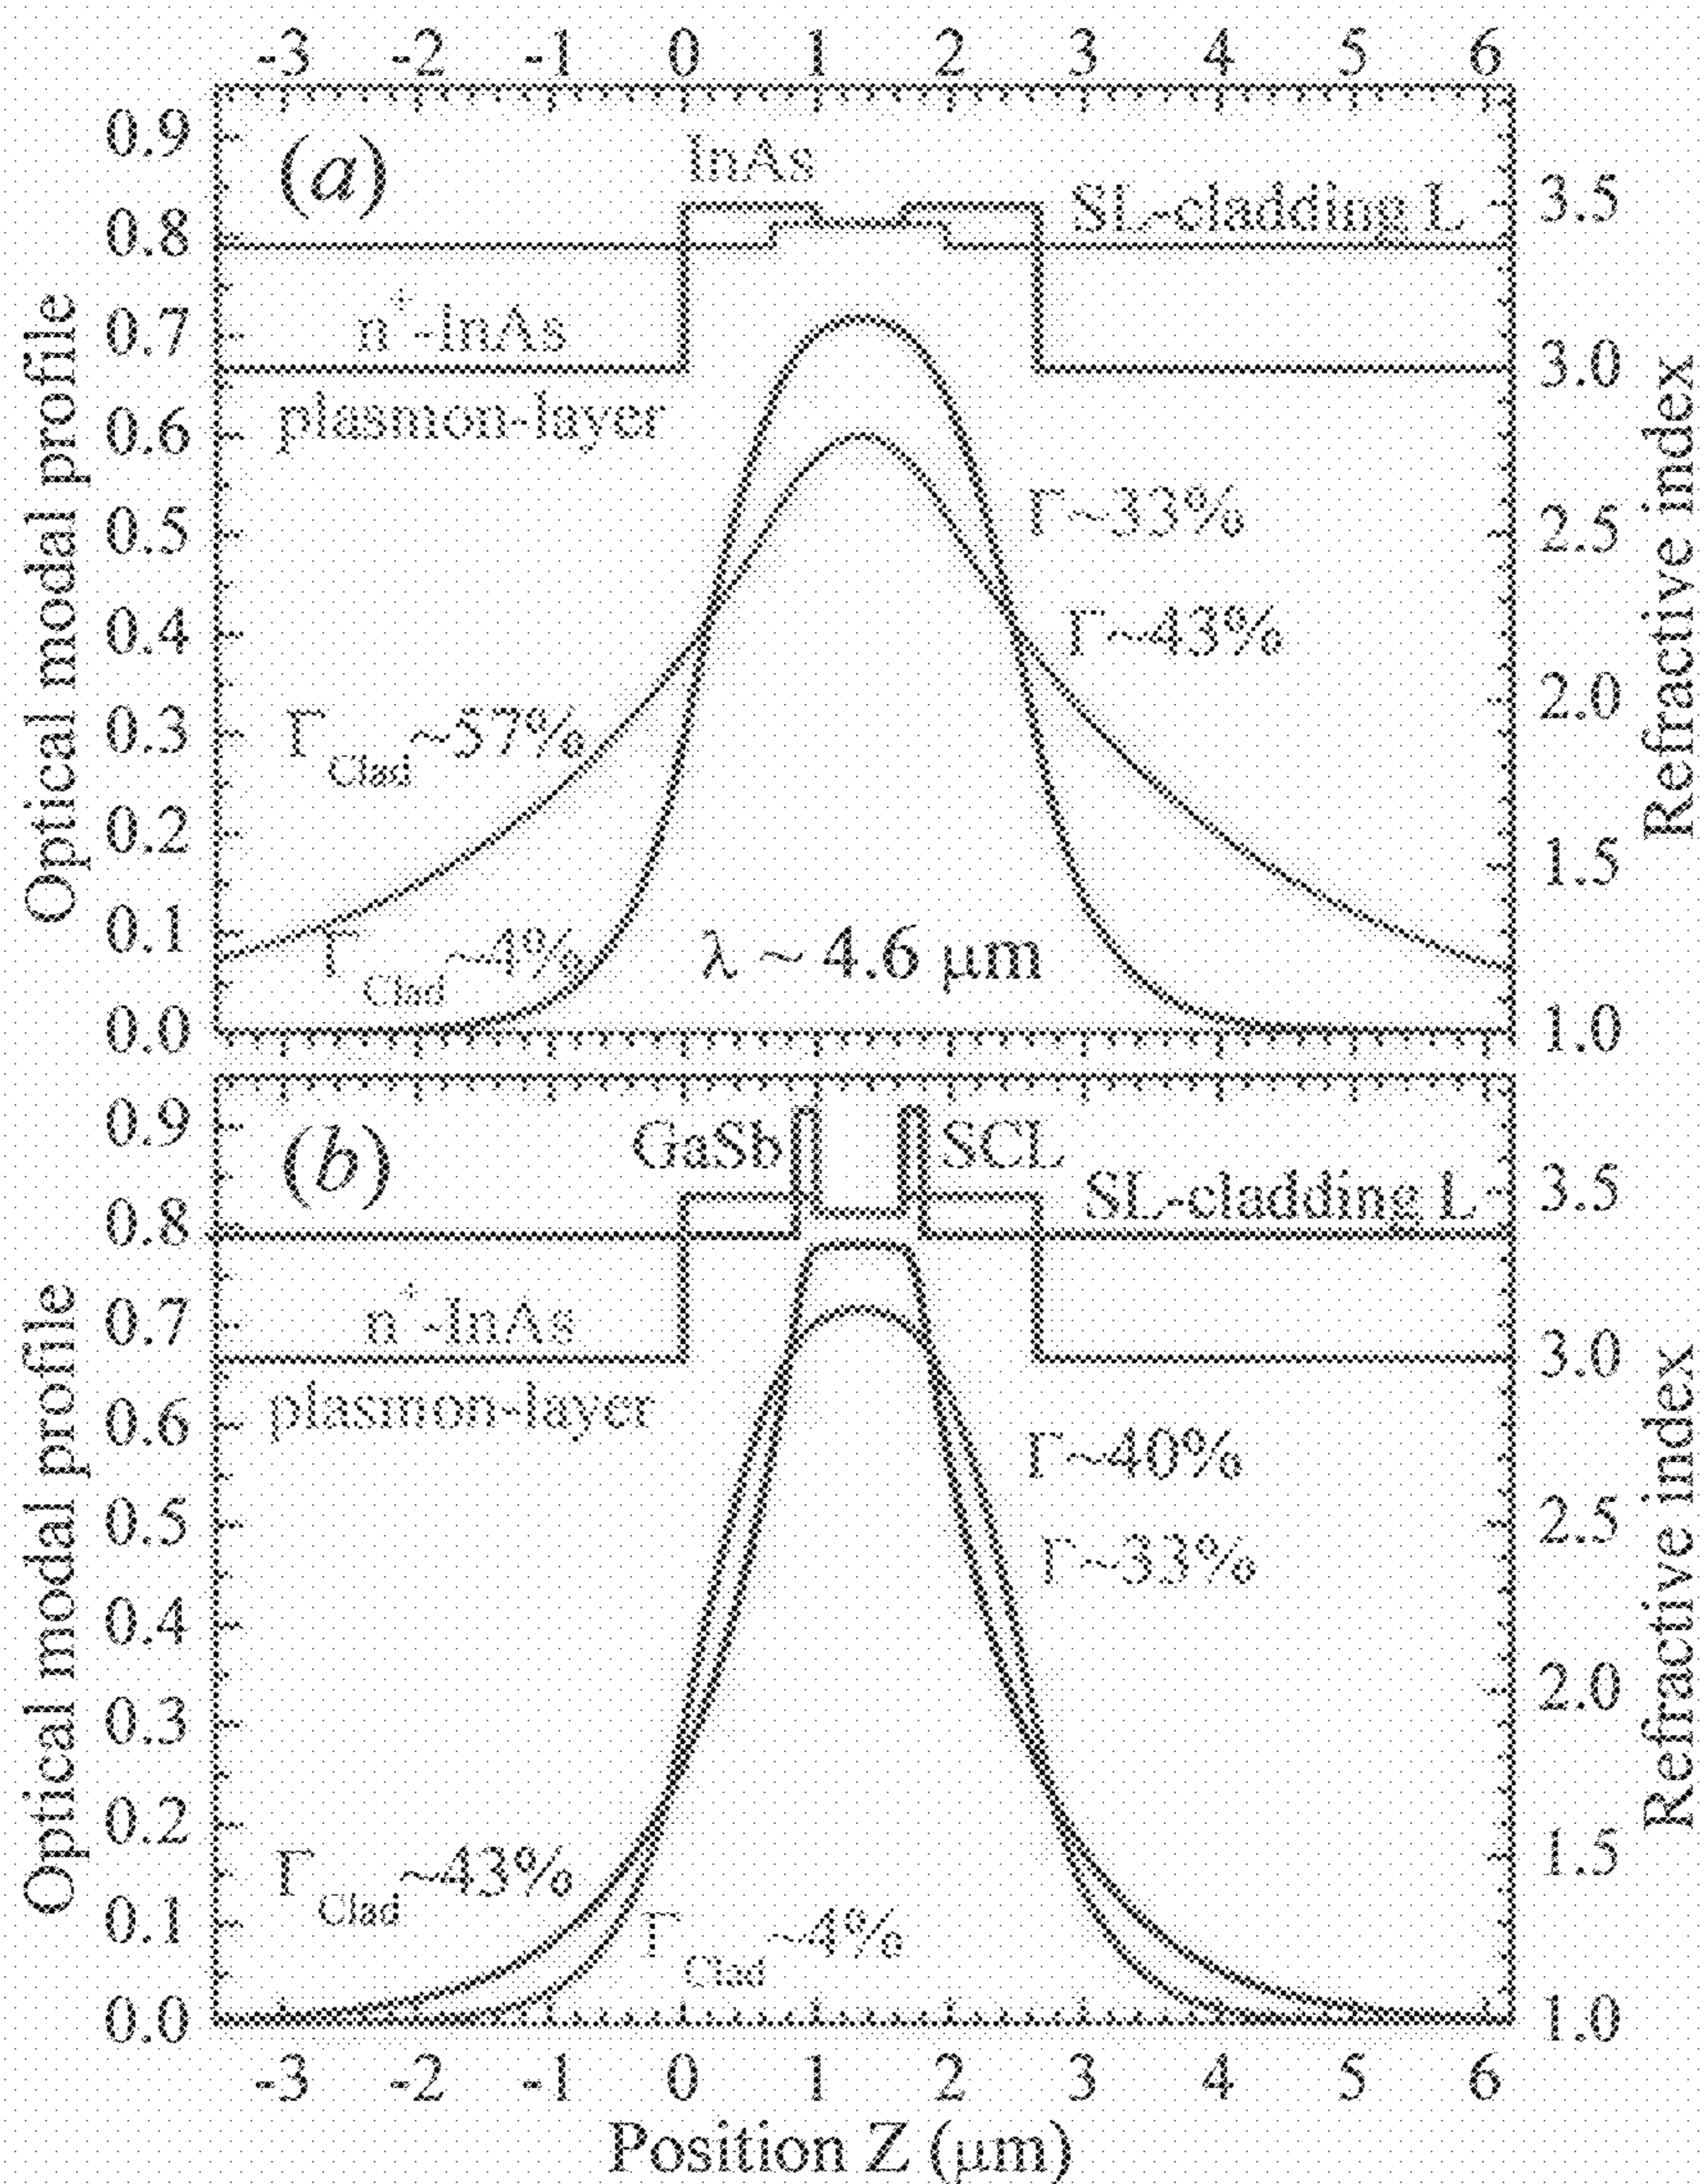 -3 -2 -1 0 1 2 3 4 5 6
0.9
0.8
0.7
0.6
0.5
0.4
0.3
0.2
0.1
0.0
Optical modal profile
(a)
InAs
SL-cladding L
n⁺-InAs
plasmon-layer
Γ~33%
Γ~43%
Γ_Clad~57%
Γ_Clad~4%
λ ~ 4.6 μm
3.5
3.0
2.5
2.0
1.5
1.0
Refractive index
0.9
0.8
0.7
0.6
0.5
0.4
0.3
0.2
0.1
0.0
Optical modal profile
(b)
GaSb SCL
SL-cladding L
n⁺-InAs
plasmon-layer
Γ~40%
Γ~33%
Γ_Clad~43%
Γ_Clad~4%
3.5
3.0
2.5
2.0
1.5
1.0
Refractive index
-3 -2 -1 0 1 2 3 4 5 6
Position Z (μm)